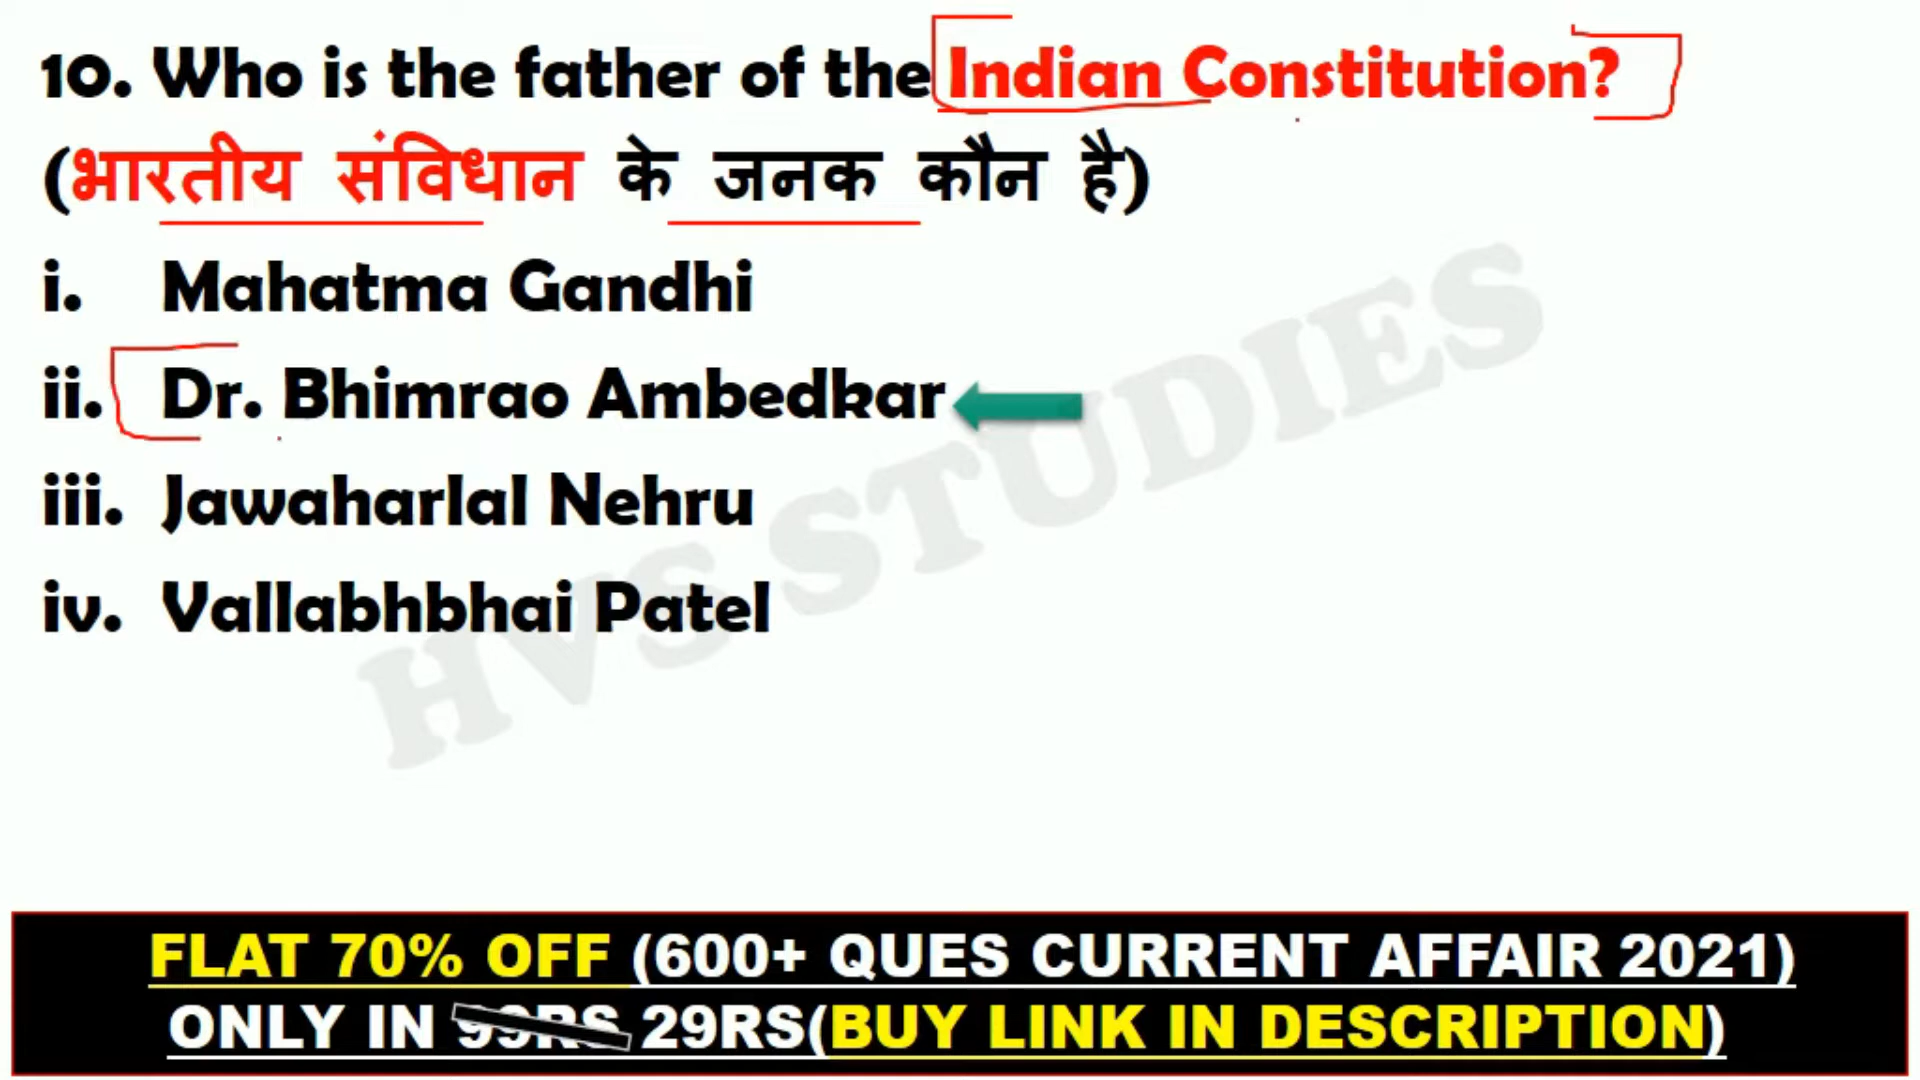 10. Who is the father of the Indian Constitution?
(भारतीय संविधान के जनक कौन है)
i. Mahatma Gandhi
ii. Dr. Bhimrao Ambedkar
iii. Jawaharlal Nehru
iv. Vallabhbhai Patel
HVS STUDIES
FLAT 70% OFF (600+ QUES CURRENT AFFAIR 2021)
ONLY IN 99RS 29RS(BUY LINK IN DESCRIPTION)